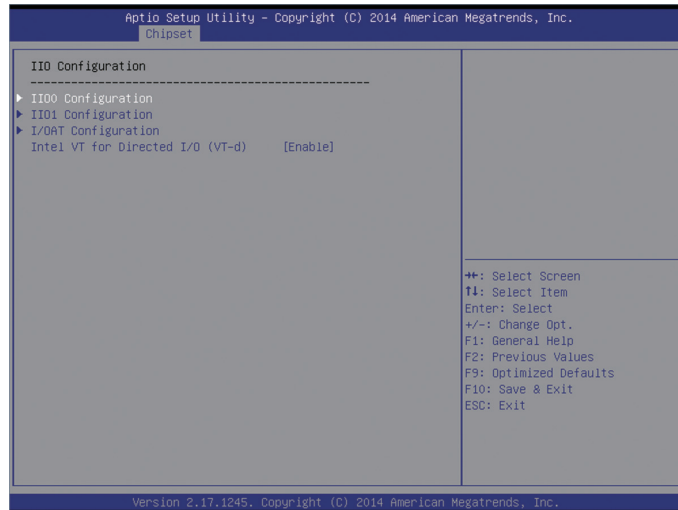 Aptio Setup Utility – Copyright (C) 2014 American Megatrends, Inc.
Chipset
IIO Configuration
--------------------------------------------------
IIO0 Configuration
IIO1 Configuration
I/OAT Configuration
Intel VT for Directed I/O (VT-d) [Enable]
→←: Select Screen
↑↓: Select Item
Enter: Select
+/-: Change Opt.
F1: General Help
F2: Previous Values
F9: Optimized Defaults
F10: Save & Exit
ESC: Exit
Version 2.17.1245. Copyright (C) 2014 American Megatrends, Inc.